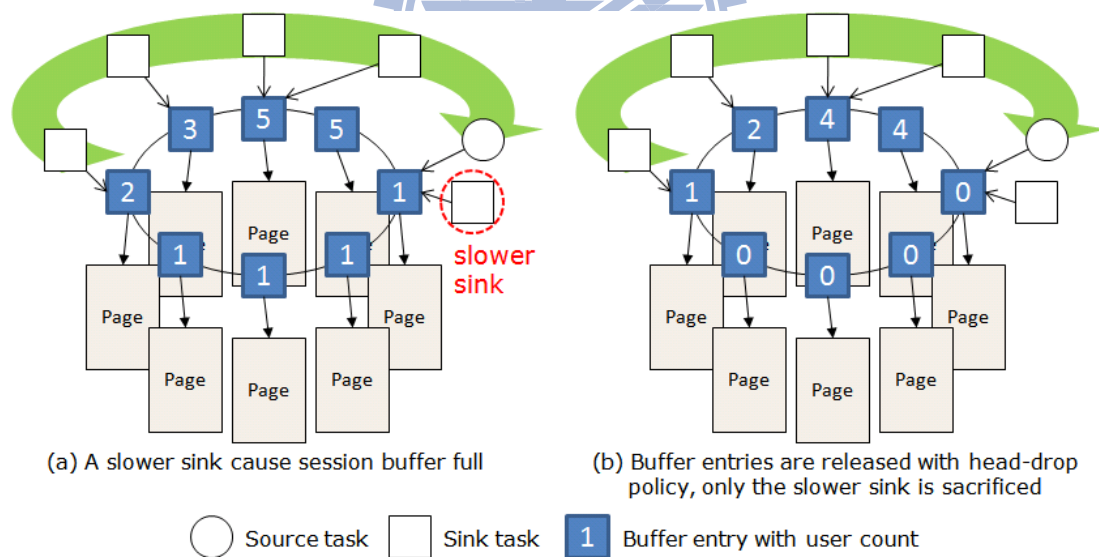 3
5
5
2
1
1
1
1
slower
sink
Page
Page
Page
Page
Page
Page
(a) A slower sink cause session buffer full
2
4
4
1
0
0
0
0
Page
Page
Page
Page
Page
Page
(b) Buffer entries are released with head-drop
policy, only the slower sink is sacrificed
Source task
Sink task
1
Buffer entry with user count